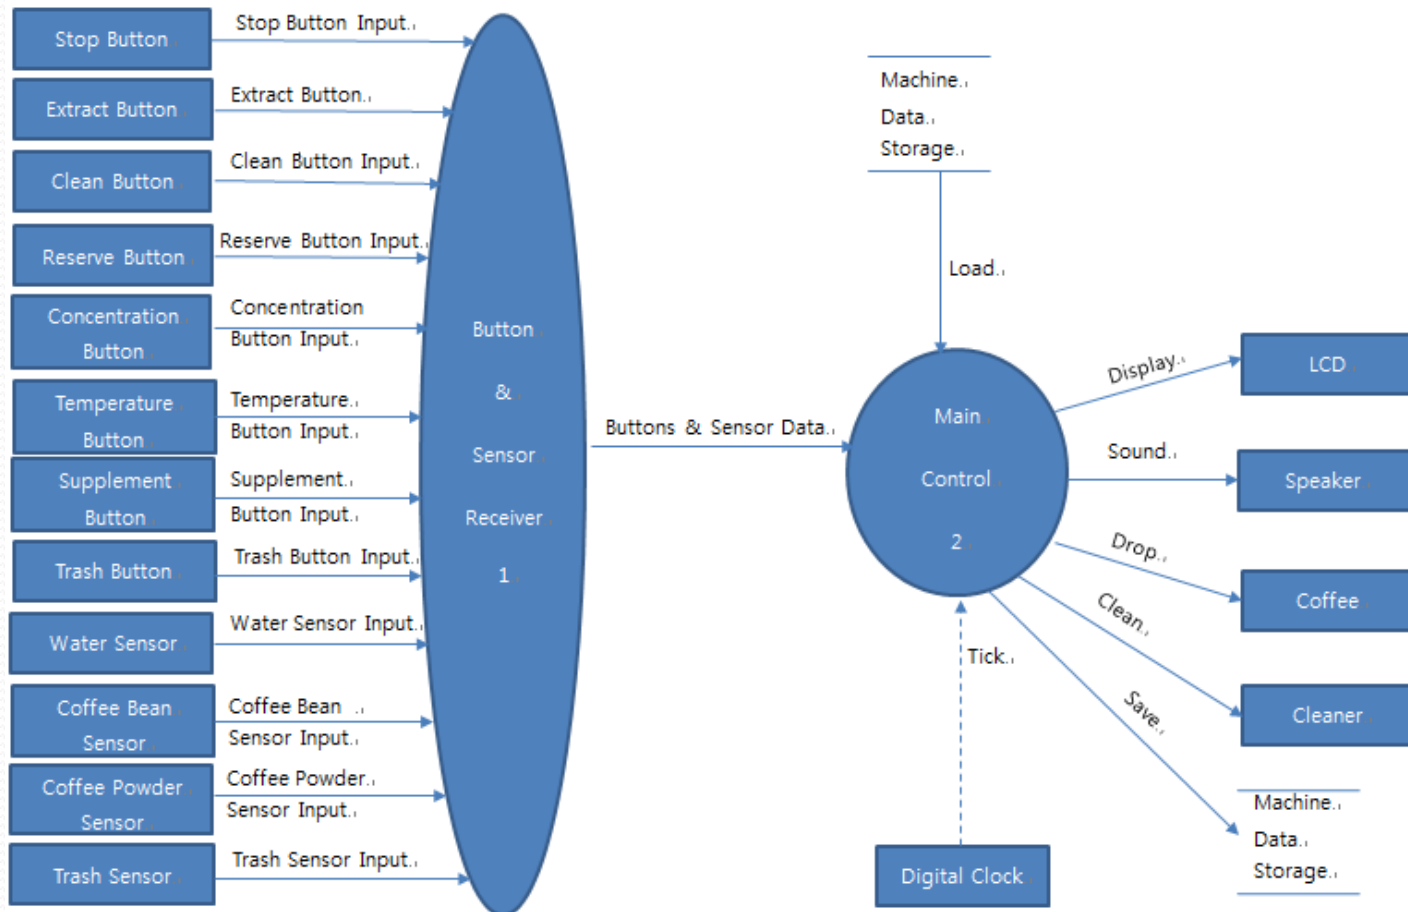 Stop Button
Stop Button Input.
Extract Button
Extract Button.
Clean Button
Clean Button Input.
Reserve Button
Reserve Button Input.
Concentration
Button
Concentration
Button Input.
Temperature
Button
Temperature.
Button Input.
Supplement
Button
Supplement.
Button Input.
Trash Button
Trash Button Input.
Water Sensor
Water Sensor Input.
Coffee Bean
Sensor
Coffee Bean .
Sensor Input.
Coffee Powder
Sensor
Coffee Powder.
Sensor Input.
Trash Sensor
Trash Sensor Input.
Button
&
Sensor
Receiver
1
Buttons & Sensor Data.
Machine.
Data.
Storage.
Load.
Main
Control
2
Tick.
Digital Clock
Display.
LCD
Sound.
Speaker
Drop.
Coffee
Clean.
Cleaner
Save.
Machine.
Data.
Storage.